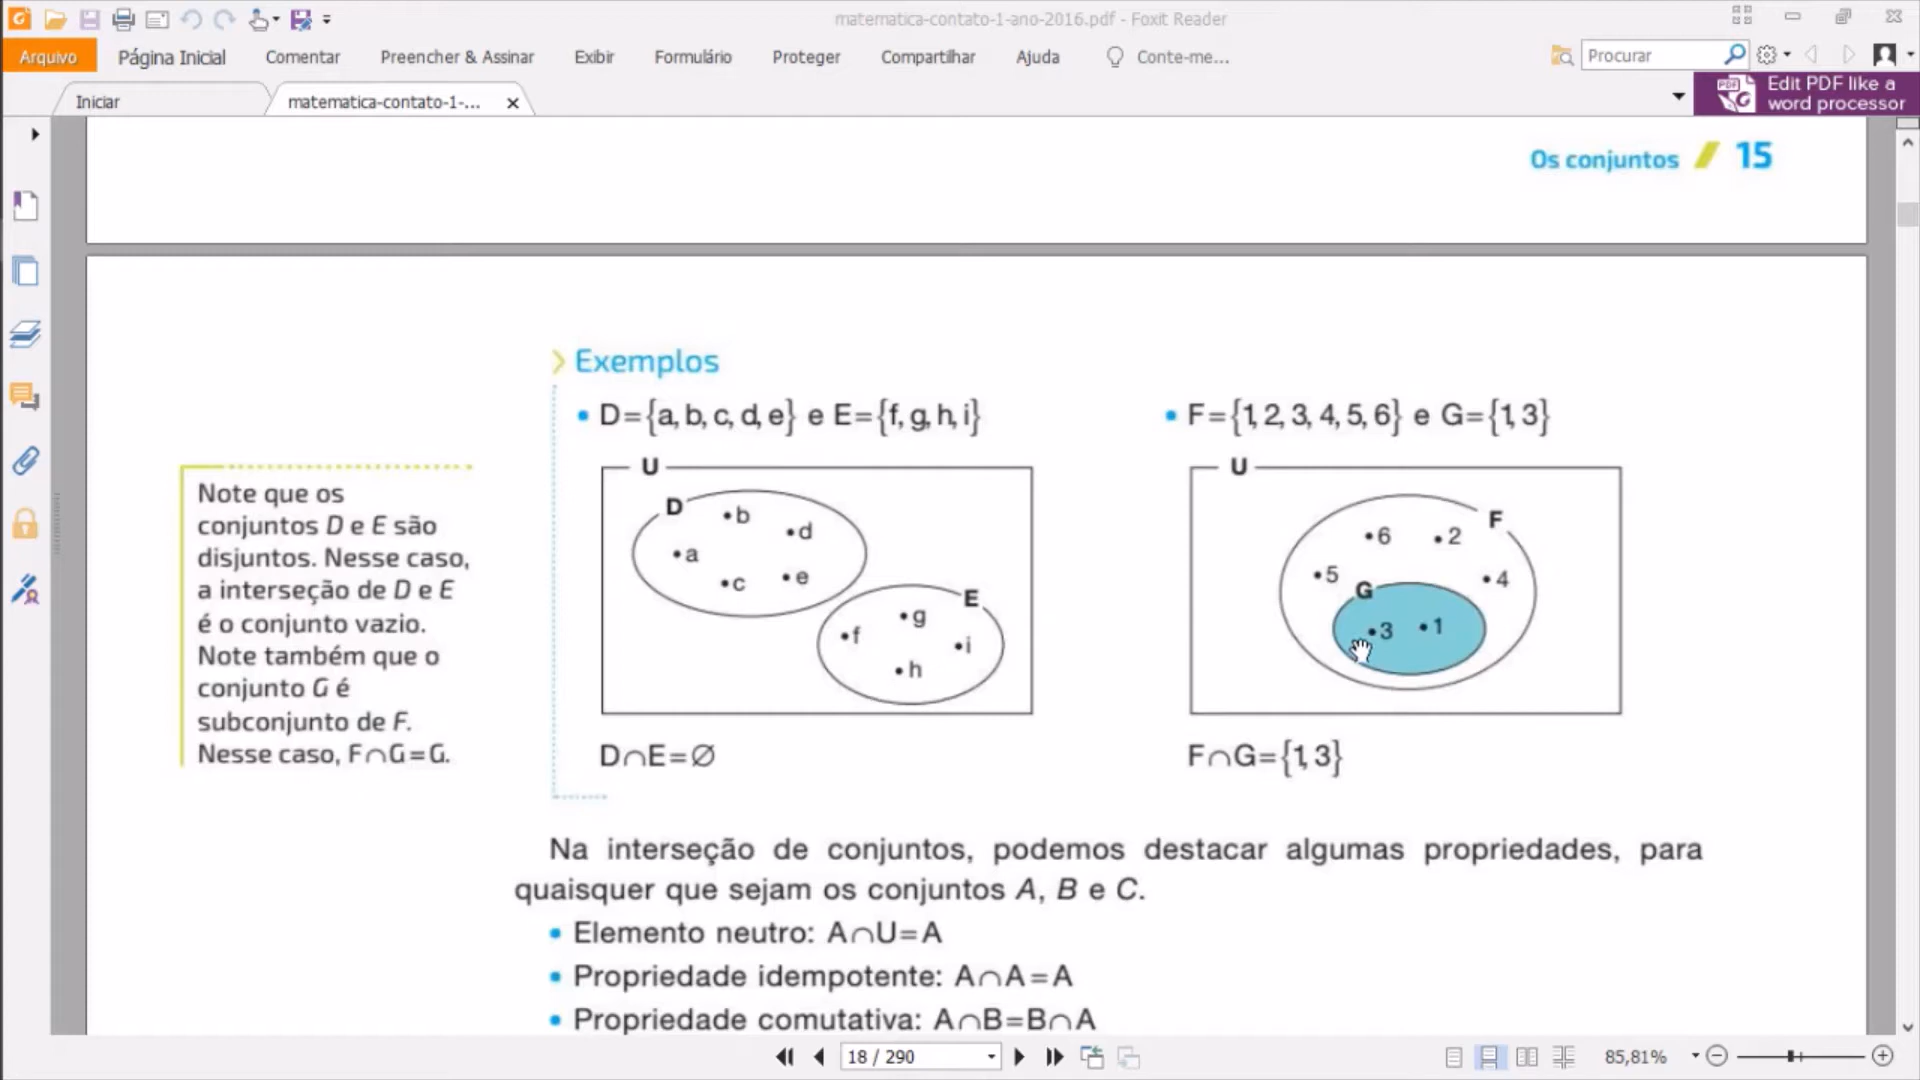 matematica-contato-1-ano-2016.pdf - Foxit Reader
Arquivo Página Inicial Comentar Preencher & Assinar Exibir Formulário Proteger Compartilhar Ajuda Conte-me... Procurar
Iniciar matematica-contato-1-... Edit PDF like a
word processor
Os conjuntos 15
Exemplos
• D={a, b, c, d, e} e E={f, g, h, i}
• F={1, 2, 3, 4, 5, 6} e G={1, 3}
Note que os
conjuntos D e E são
disjuntos. Nesse caso,
a interseção de D e E
é o conjunto vazio.
Note também que o
conjunto G é
subconjunto de F.
Nesse caso, F∩G=G.
U
D
b
d
a
c
e
E
g
f
i
h
U
F
6
2
5
4
G
3
1
D∩E=∅
F∩G={1, 3}
Na interseção de conjuntos, podemos destacar algumas propriedades, para
quaisquer que sejam os conjuntos A, B e C.
• Elemento neutro: A∩U=A
• Propriedade idempotente: A∩A=A
• Propriedade comutativa: A∩B=B∩A
18 / 290
85,81%